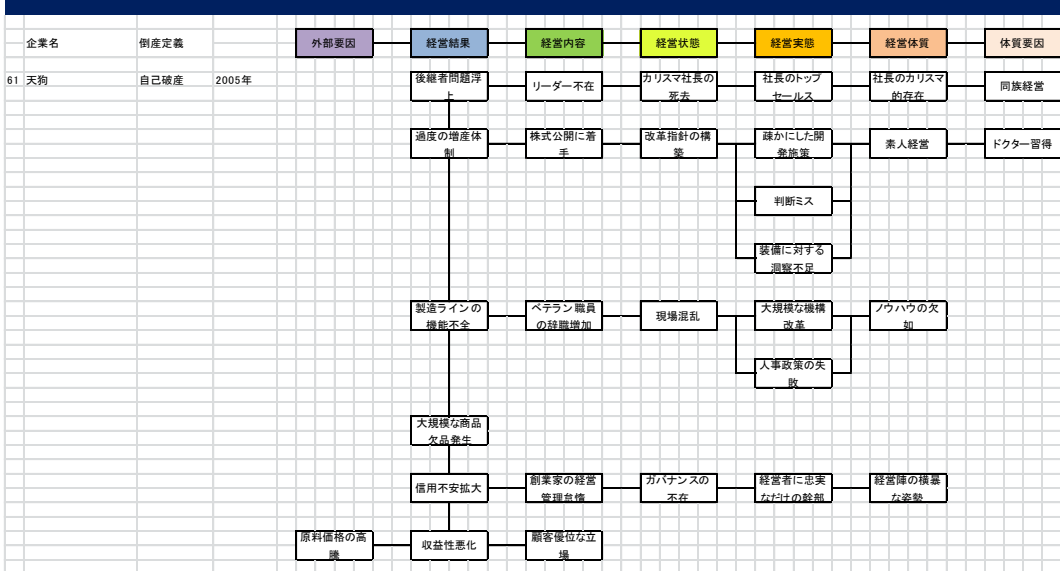 企業名 倒産定義 外部要因 経営結果 経営内容 経営状態 経営実態 経営体質 体質要因
61 天狗 自己破産 2005年
後継者問題浮
上
リーダー不在
カリスマ社長の
死去
社長のトップ
セールス
社長のカリスマ
的存在
同族経営
過度の増産体
制
株式公開に着
手
改革指針の構
築
疎かにした開
発施策
素人経営
ドクター習得
判断ミス
装備に対する
洞察不足
製造ラインの
機能不全
ベテラン職員
の辞職増加
現場混乱
大規模な機構
改革
ノウハウの欠
如
人事政策の失
敗
大規模な商品
欠品発生
信用不安拡大
創業家の経営
管理怠惰
ガバナンスの
不在
経営者に忠実
なだけの幹部
経営陣の横暴
な姿勢
原料価格の高
騰
収益性悪化
顧客優位な立
場